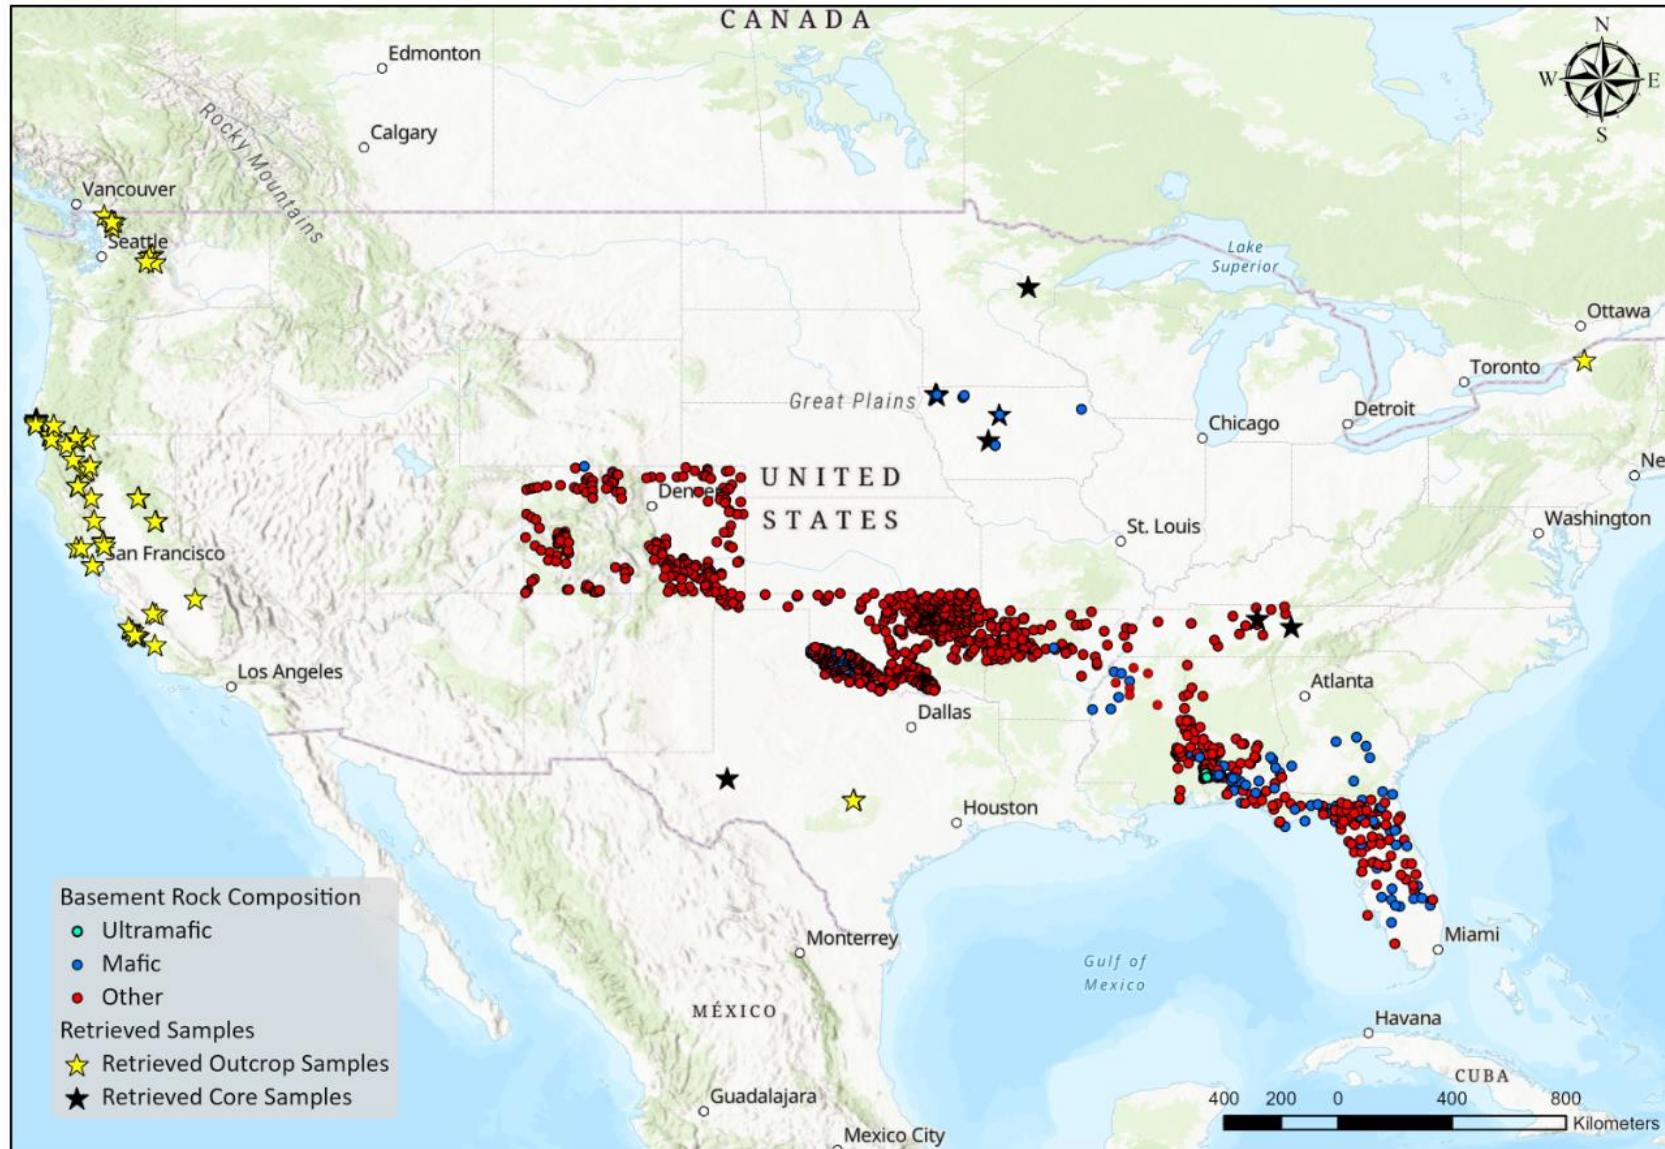 CANADA
N
W E
S
Edmonton
Rocky Mountains
Calgary
Vancouver
Seattle
Lake
Superior
Ottawa
Toronto
Great Plains
Chicago
Detroit
Ne
UNITED
STATES
Denver
St. Louis
Washington
San Francisco
Los Angeles
Atlanta
Dallas
Houston
Basement Rock Composition
Ultramafic
Mafic
Other
Retrieved Samples
Retrieved Outcrop Samples
Retrieved Core Samples
Monterrey
Miami
Gulf of
Mexico
MÉXICO
Havana
CUBA
Guadalajara
Mexico City
400 200 0 400 800
Kilometers